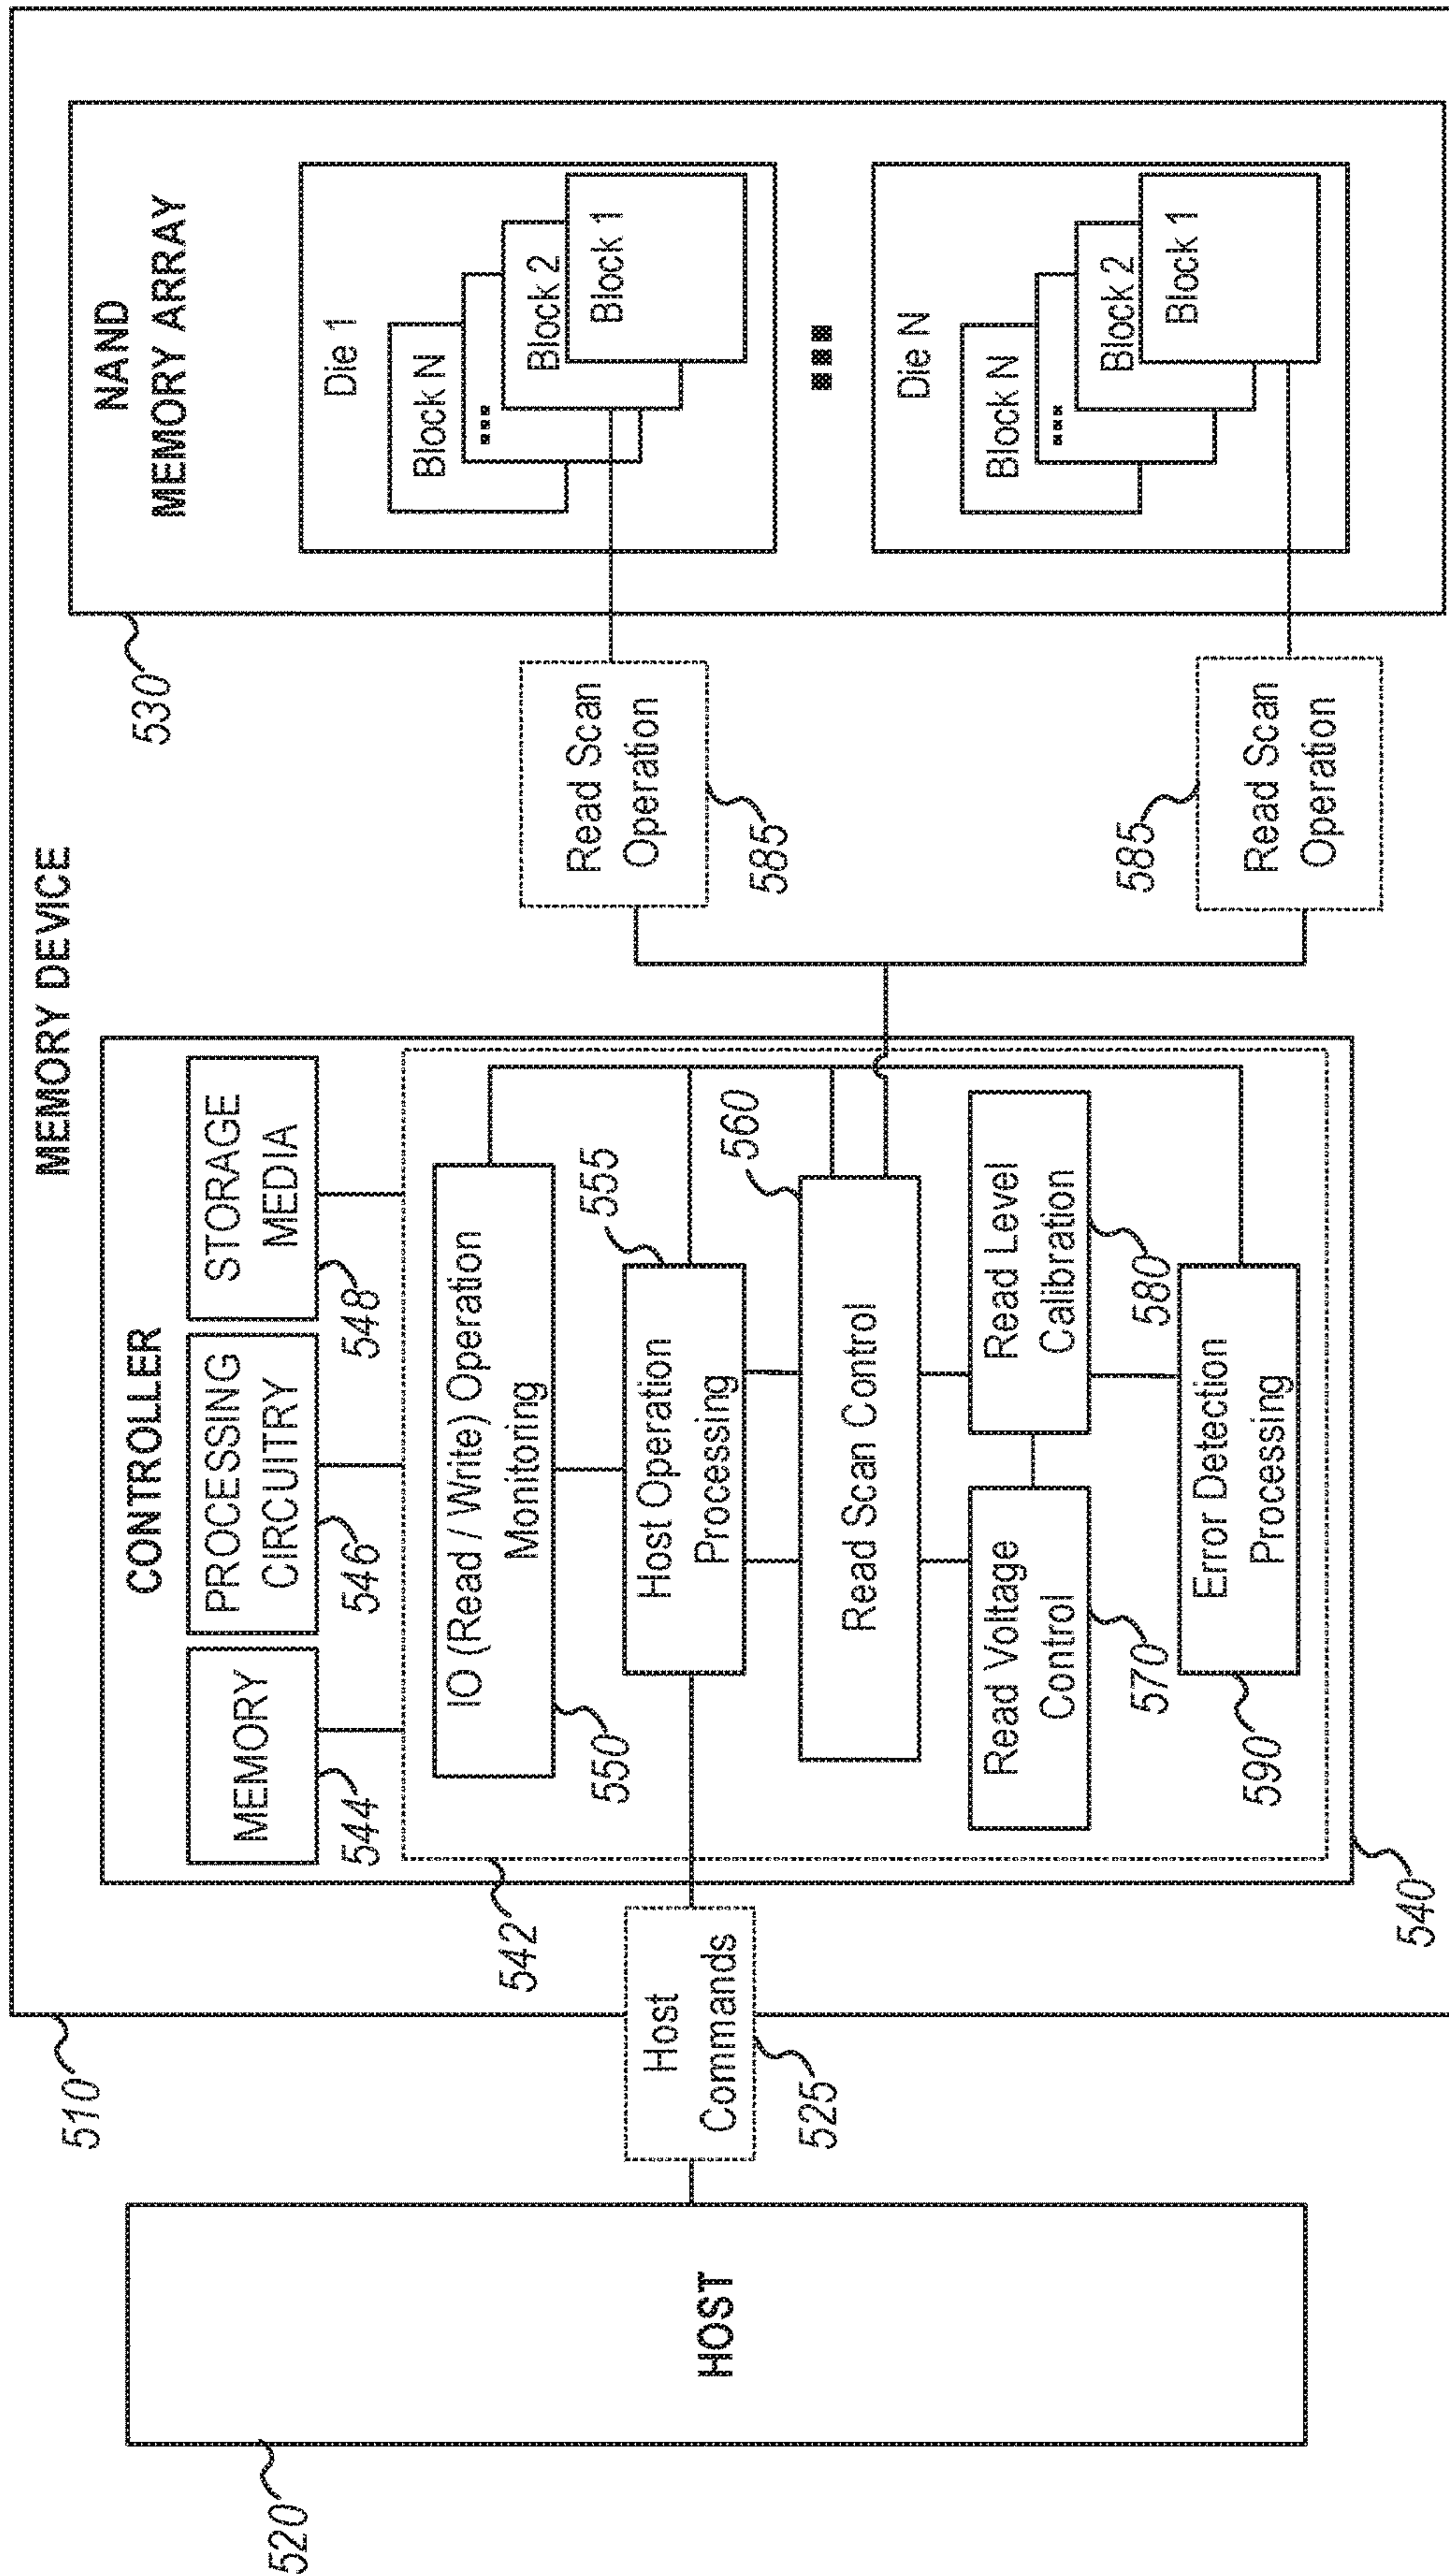 MEMORY DEVICE
510
520
HOST
Host
Commands
525
CONTROLLER
540
MEMORY
544
PROCESSING
CIRCUITRY
546
STORAGE
MEDIA
548
542
IO (Read / Write) Operation
Monitoring
550
Host Operation
Processing
555
Read Scan Control
560
Read Voltage
Control
570
Read Level
Calibration
580
Error Detection
Processing
590
Read Scan
Operation
585
Read Scan
Operation
585
530
NAND
MEMORY ARRAY
Die 1
Block N
Block 2
Block 1
Die N
Block N
Block 2
Block 1